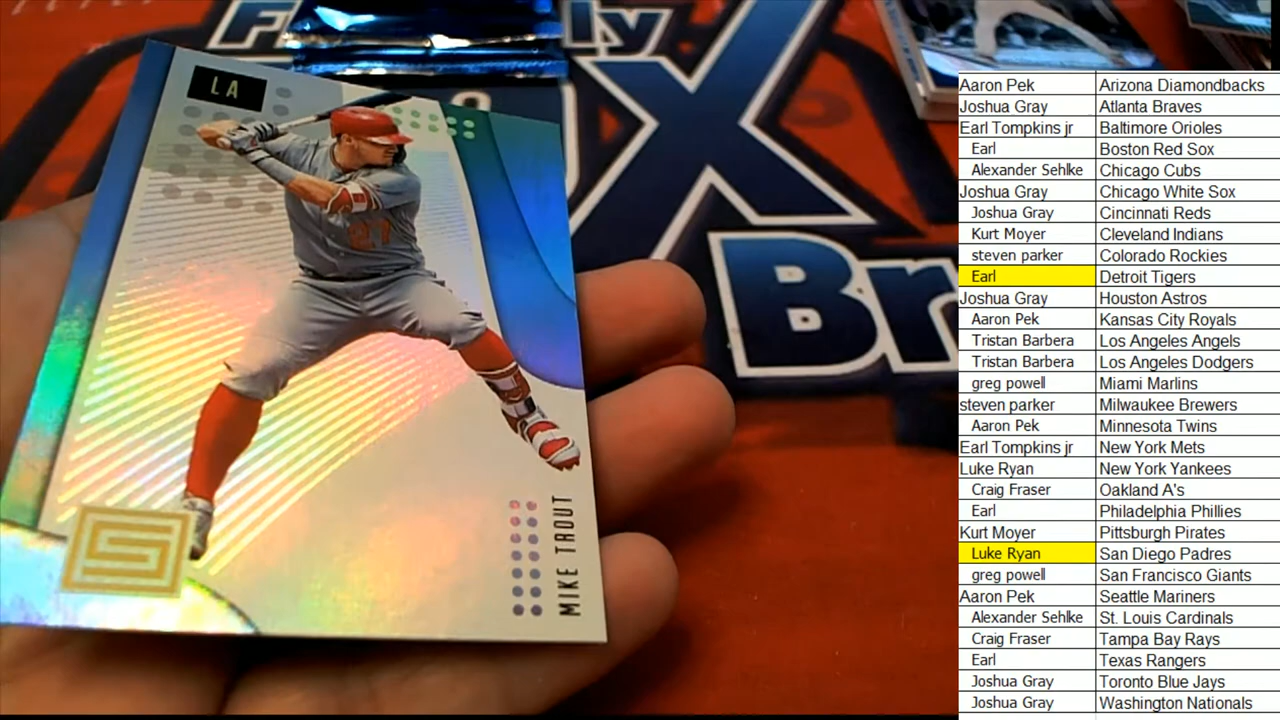 F ly
X
Br
LA
27
S
MIKE TROUT
Aaron Pek Arizona Diamondbacks
Joshua Gray Atlanta Braves
Earl Tompkins jr Baltimore Orioles
Earl Boston Red Sox
Alexander Sehlke Chicago Cubs
Joshua Gray Chicago White Sox
Joshua Gray Cincinnati Reds
Kurt Moyer Cleveland Indians
steven parker Colorado Rockies
Earl Detroit Tigers
Joshua Gray Houston Astros
Aaron Pek Kansas City Royals
Tristan Barbera Los Angeles Angels
Tristan Barbera Los Angeles Dodgers
greg powell Miami Marlins
steven parker Milwaukee Brewers
Aaron Pek Minnesota Twins
Earl Tompkins jr New York Mets
Luke Ryan New York Yankees
Craig Fraser Oakland A's
Earl Philadelphia Phillies
Kurt Moyer Pittsburgh Pirates
Luke Ryan San Diego Padres
greg powell San Francisco Giants
Aaron Pek Seattle Mariners
Alexander Sehlke St. Louis Cardinals
Craig Fraser Tampa Bay Rays
Earl Texas Rangers
Joshua Gray Toronto Blue Jays
Joshua Gray Washington Nationals